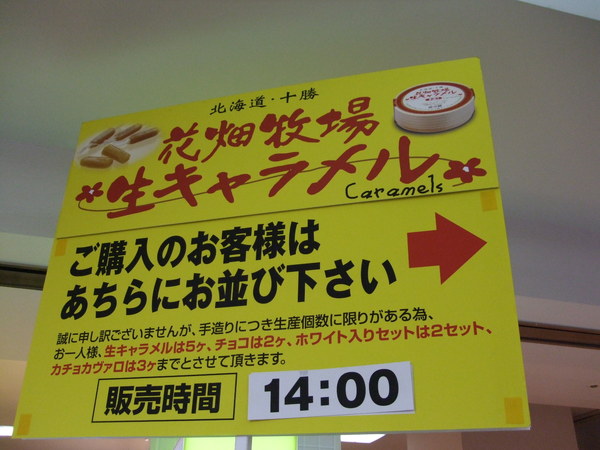 北海道・十勝
花畑牧場
生キャラメル
Caramels
ご購入のお客様は
あちらにお並び下さい
誠に申し訳ございませんが、手造りにつき生産個数に限りがある為、
お一人様、生キャラメルは5ヶ、チョコは2ヶ、ホワイト入りセットは2セット、
カチョカヴァロは3ヶまでとさせて頂きます。
販売時間 14:00